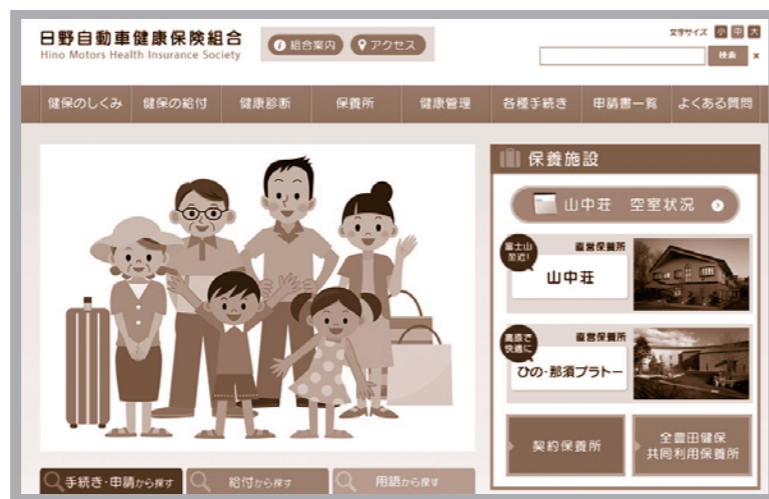 日野自動車健康保険組合
Hino Motors Health Insurance Society
組合案内
アクセス
文字サイズ 小 中 大
検索 x
健保のしくみ 健保の給付 健康診断 保養所 健康管理 各種手続き 申請書一覧 よくある質問
保養施設
山中荘 空室状況
富士山
至近!
直営保養所
山中荘
高原で
快適に
直営保養所
ひの・那須プラトー
契約保養所
全豊田健保
共同利用保養所
手続き・申請から探す
給付から探す
用語から探す